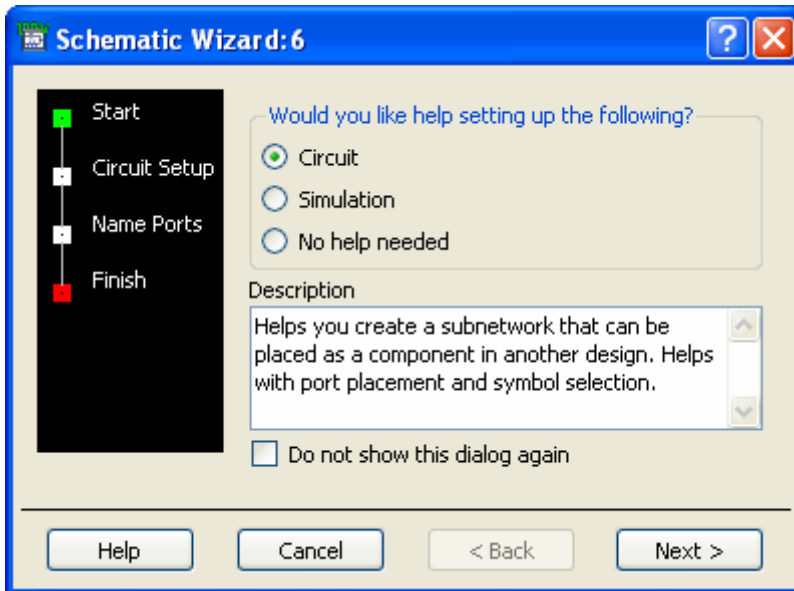 Schematic Wizard:6
Start
Circuit Setup
Name Ports
Finish
Would you like help setting up the following?
Circuit
Simulation
No help needed
Description
Helps you create a subnetwork that can be
placed as a component in another design. Helps
with port placement and symbol selection.
Do not show this dialog again
Help
Cancel
< Back
Next >